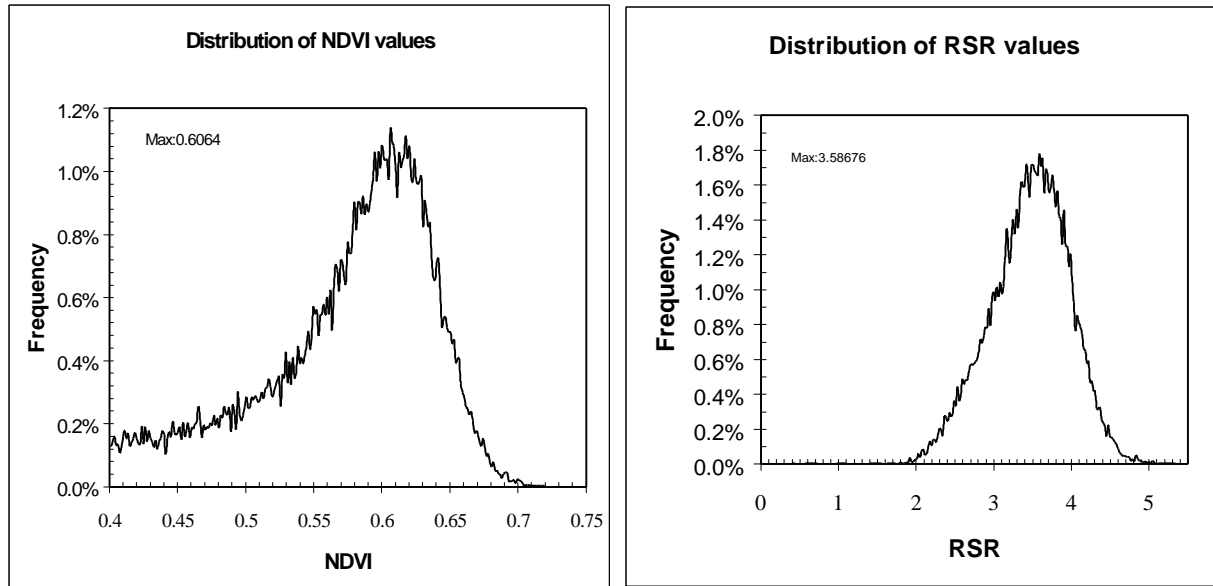 Distribution of NDVI values
Max:0.6064
1.2%
1.0%
0.8%
0.6%
0.4%
0.2%
0.0%
Frequency
0.4 0.45 0.5 0.55 0.6 0.65 0.7 0.75
NDVI
Distribution of RSR values
Max:3.58676
2.0%
1.8%
1.6%
1.4%
1.2%
1.0%
0.8%
0.6%
0.4%
0.2%
0.0%
Frequency
0 1 2 3 4 5
RSR